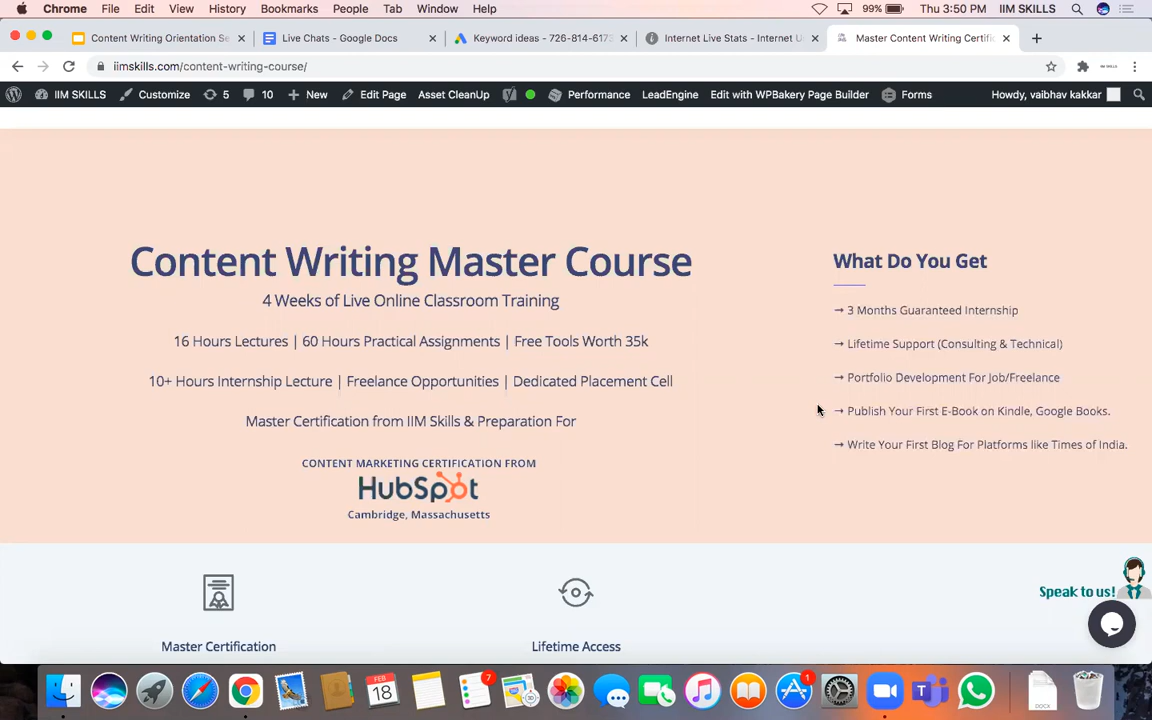 Chrome File Edit View History Bookmarks People Tab Window Help 99% Thu 3:50 PM IIM SKILLS
Content Writing Orientation Se Live Chats - Google Docs Keyword ideas - 726-814-617 Internet Live Stats - Internet U Master Content Writing Certific
iimskills.com/content-writing-course/
IIM SKILLS Customize 5 10 New Edit Page Asset CleanUp Performance LeadEngine Edit with WPBakery Page Builder Forms Howdy, vaibhav kakkar
Content Writing Master Course
4 Weeks of Live Online Classroom Training
16 Hours Lectures | 60 Hours Practical Assignments | Free Tools Worth 35k
10+ Hours Internship Lecture | Freelance Opportunities | Dedicated Placement Cell
Master Certification from IIM Skills & Preparation For
CONTENT MARKETING CERTIFICATION FROM
HubSpot
Cambridge, Massachusetts
What Do You Get
→ 3 Months Guaranteed Internship
→ Lifetime Support (Consulting & Technical)
→ Portfolio Development For Job/Freelance
→ Publish Your First E-Book on Kindle, Google Books.
→ Write Your First Blog For Platforms like Times of India.
Speak to us!
Master Certification Lifetime Access
FEB 18 7 1 DOCX